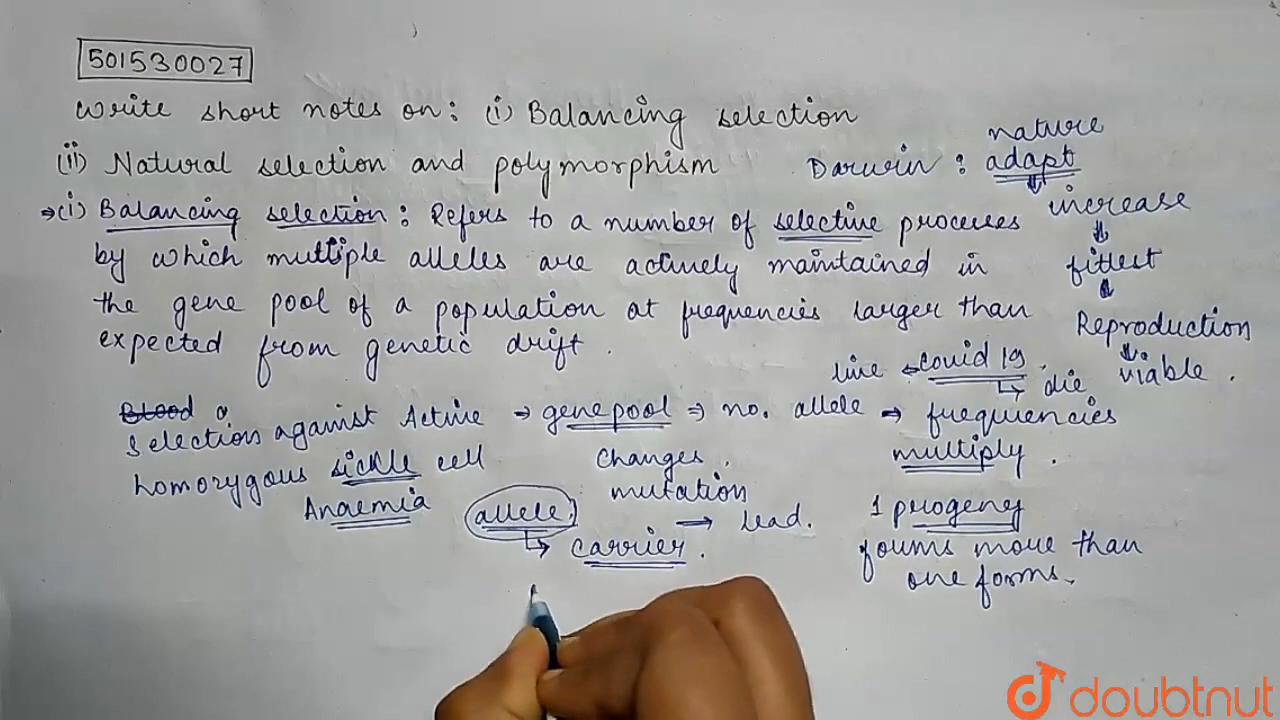 501530027
Write short notes on: (i) Balancing selection
(ii) Natural selection and polymorphism
Darwin : nature
adapt
increase
fittest
Reproduction
viable.
⇒(i) Balancing selection: Refers to a number of selective processes
by which multiple alleles are actively maintained in
the gene pool of a population at frequencies larger than
expected from genetic drift.
live ← covid 19.
↳ die
Blood
selection against Active → gene pool ⇒ no. allele → frequiencies
homozygous sickle cell
Anaemia
changes.
mutation
→ lead.
multiply.
allele:
↳ carrier.
1 progeny
forms more than
one forms.
doubtnut